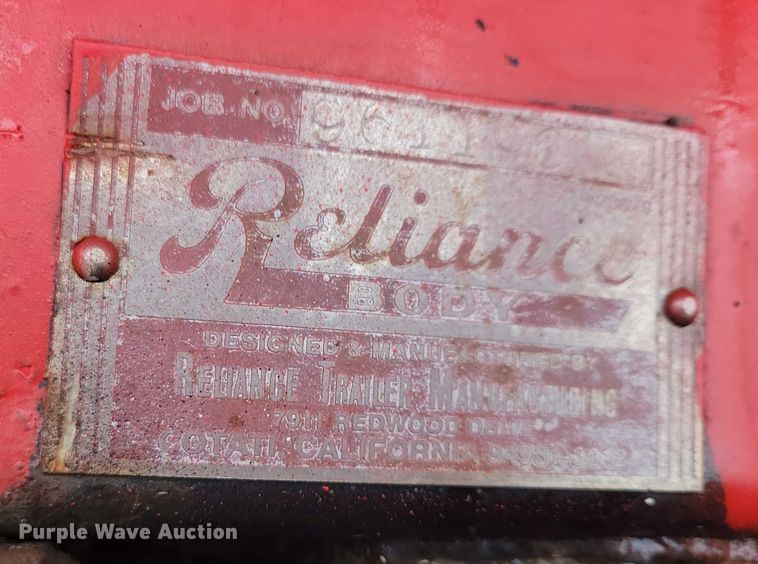 JOB NO.
Reliance
BODY
DESIGNED & MANUFACTURED BY
RELIANCE TRAILER MANUFACTURING
7911 REDWOOD DRIVE
COTATI, CALIFORNIA
Purple Wave Auction